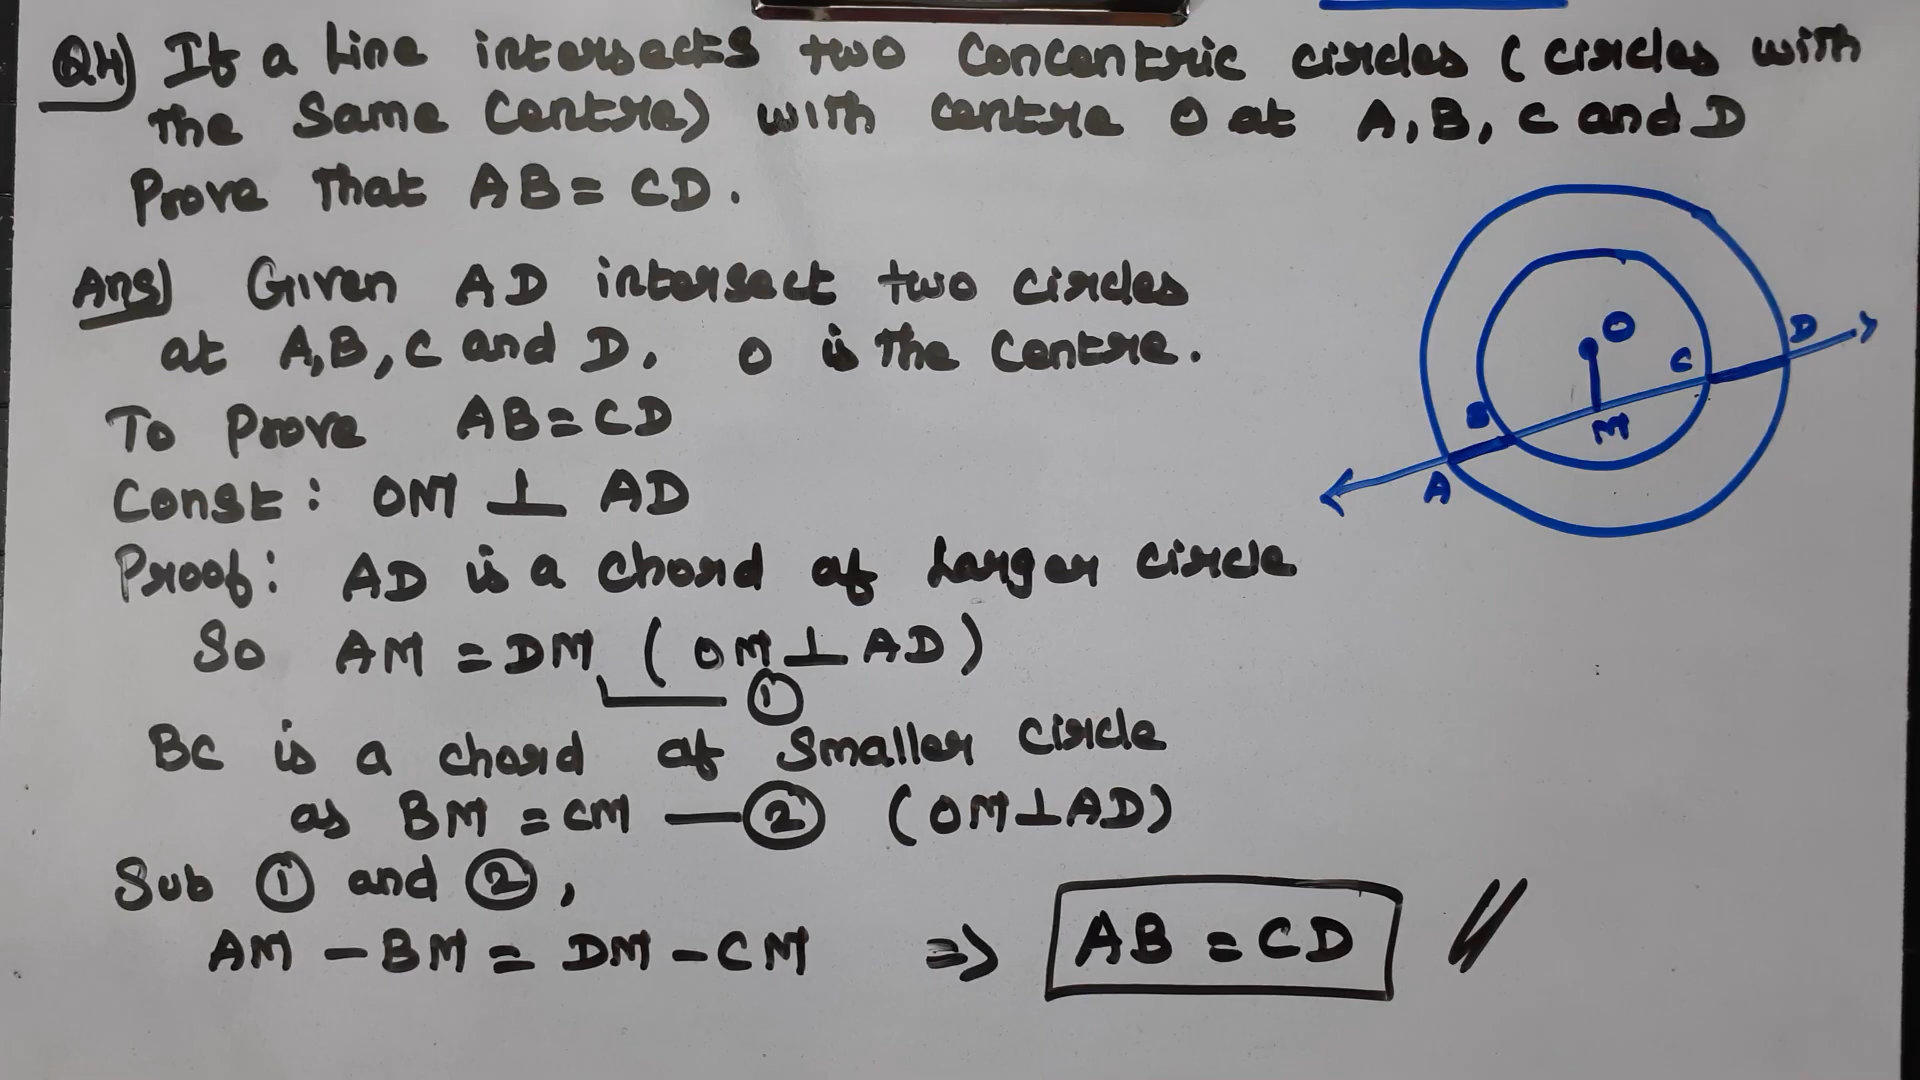 Q4) If a line intersects two concentric circles (circles with
the same centre) with centre O at A, B, C and D
Prove that AB = CD.
Ans) Given AD intersect two circles
at A, B, C and D. O is the centre.
To Prove AB = CD
Const: OM ⊥ AD
Proof: AD is a chord of Larger circle
So AM = DM (OM ⊥ AD)
①
BC is a chord of smaller circle
as BM = CM — ② (OM ⊥ AD)
Sub ① and ②,
AM - BM = DM - CM => AB = CD
O
D
C
B
M
A